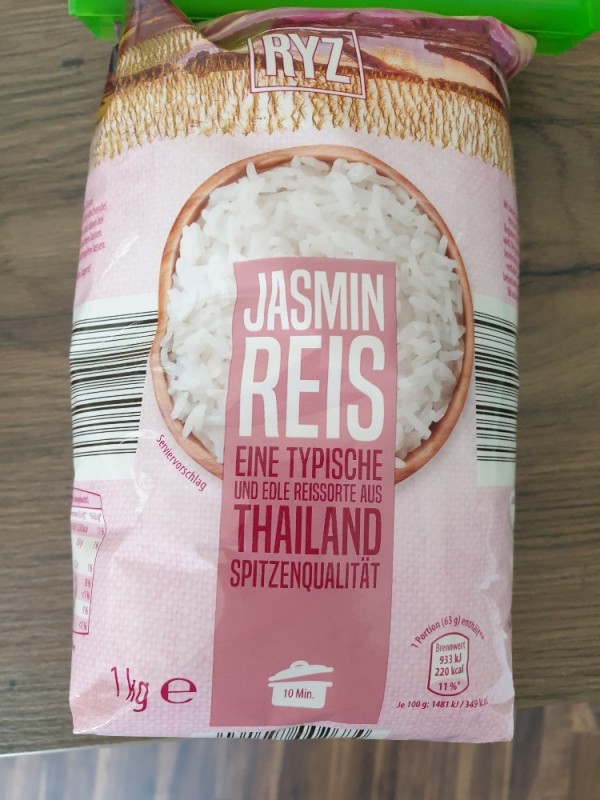 RYZ
JASMIN
REIS
EINE TYPISCHE
UND EDLE REISSORTE AUS
THAILAND
SPITZENQUALITÄT
Serviervorschlag
10 Min.
1 kg e
1 Portion (63 g) enthält**
Brennwert
933 kJ
220 kcal
11 %*
Je 100 g: 1481 kJ / 349 kcal